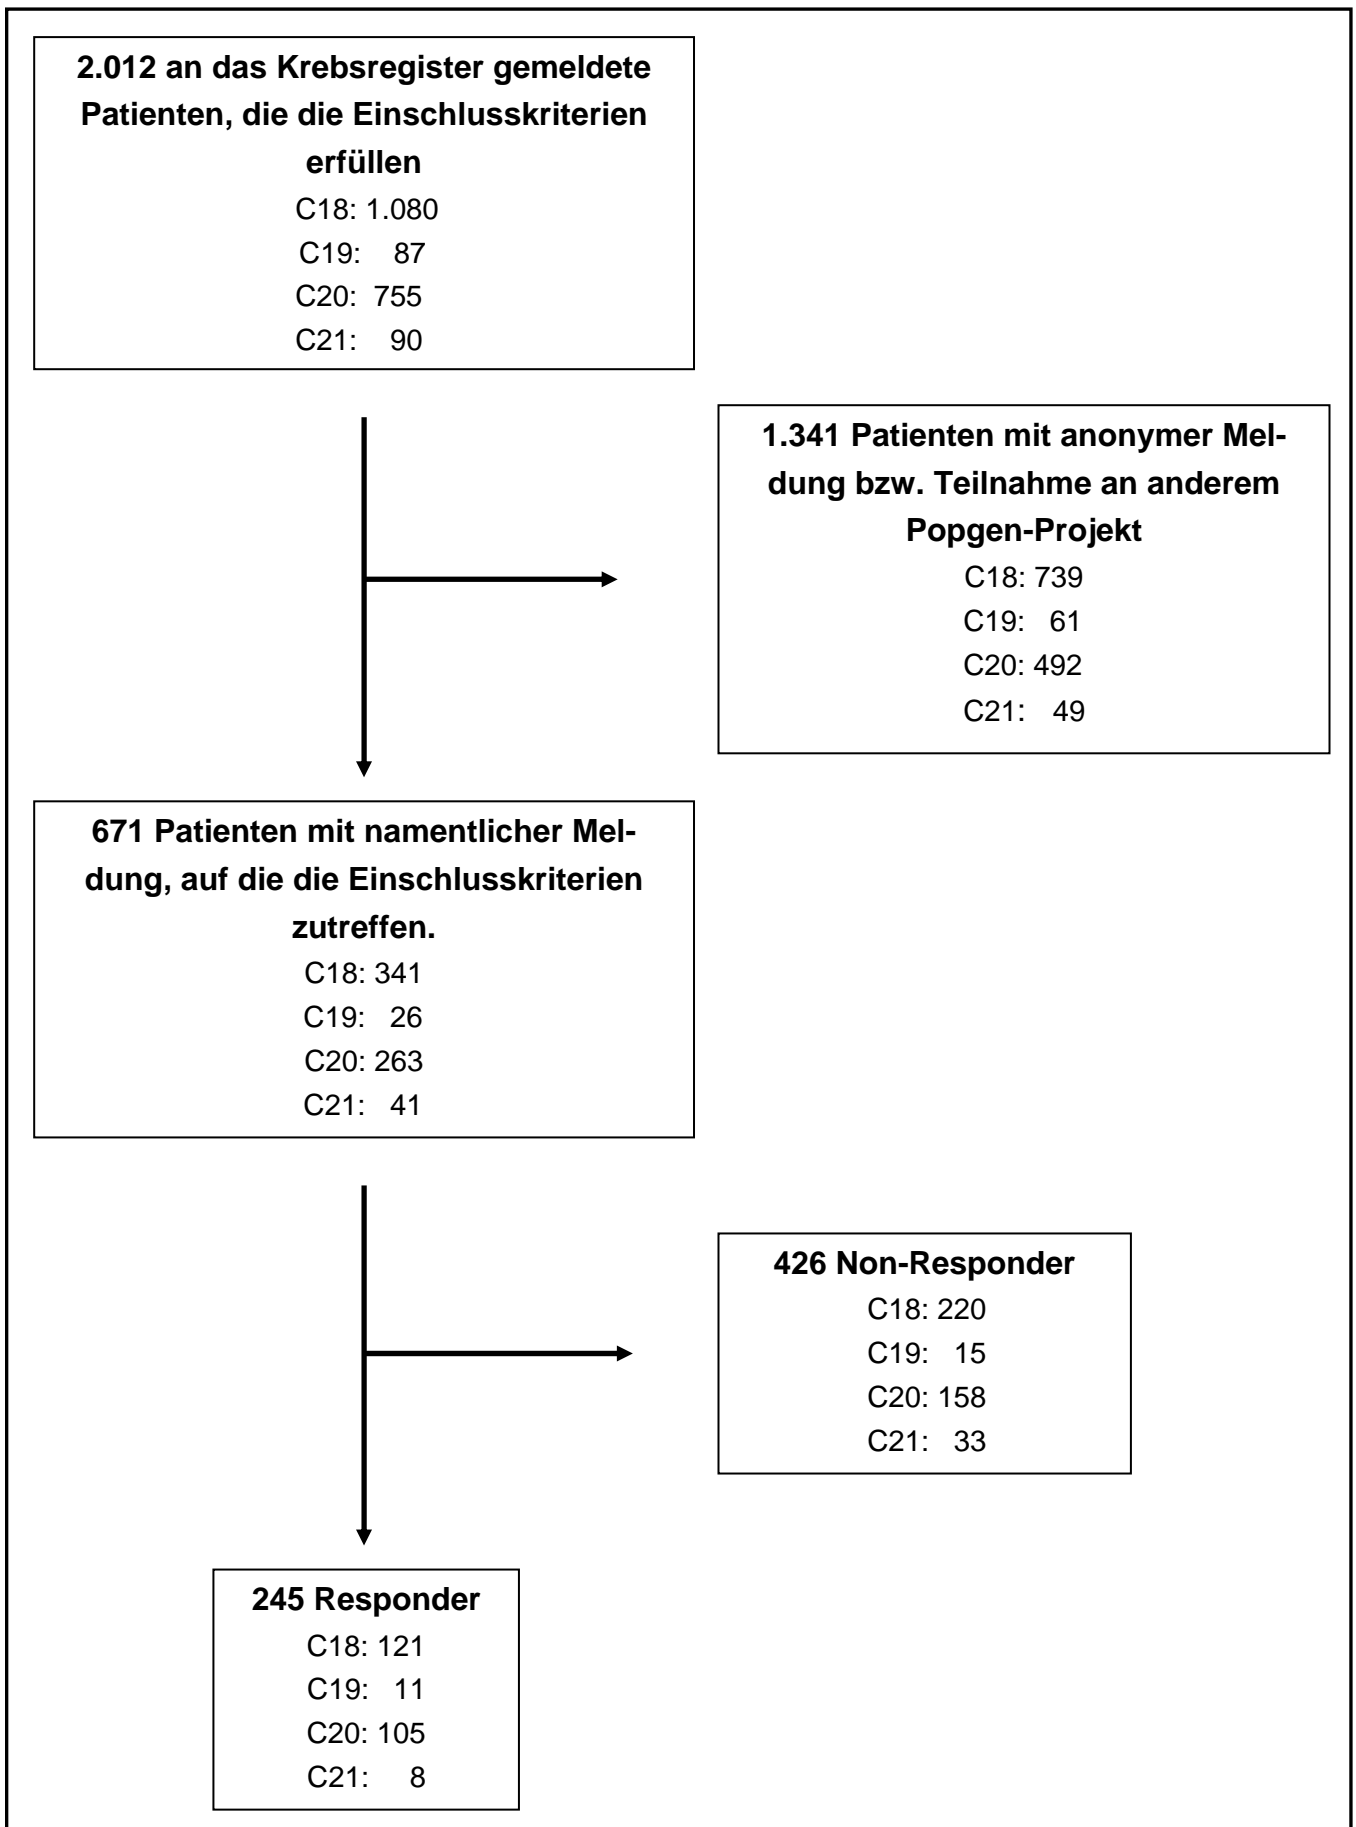 2.012 an das Krebsregister gemeldete
Patienten, die die Einschlusskriterien
erfüllen
C18: 1.080
C19: 87
C20: 755
C21: 90
1.341 Patienten mit anonymer Mel-
dung bzw. Teilnahme an anderem
Popgen-Projekt
C18: 739
C19: 61
C20: 492
C21: 49
671 Patienten mit namentlicher Mel-
dung, auf die die Einschlusskriterien
zutreffen.
C18: 341
C19: 26
C20: 263
C21: 41
426 Non-Responder
C18: 220
C19: 15
C20: 158
C21: 33
245 Responder
C18: 121
C19: 11
C20: 105
C21: 8